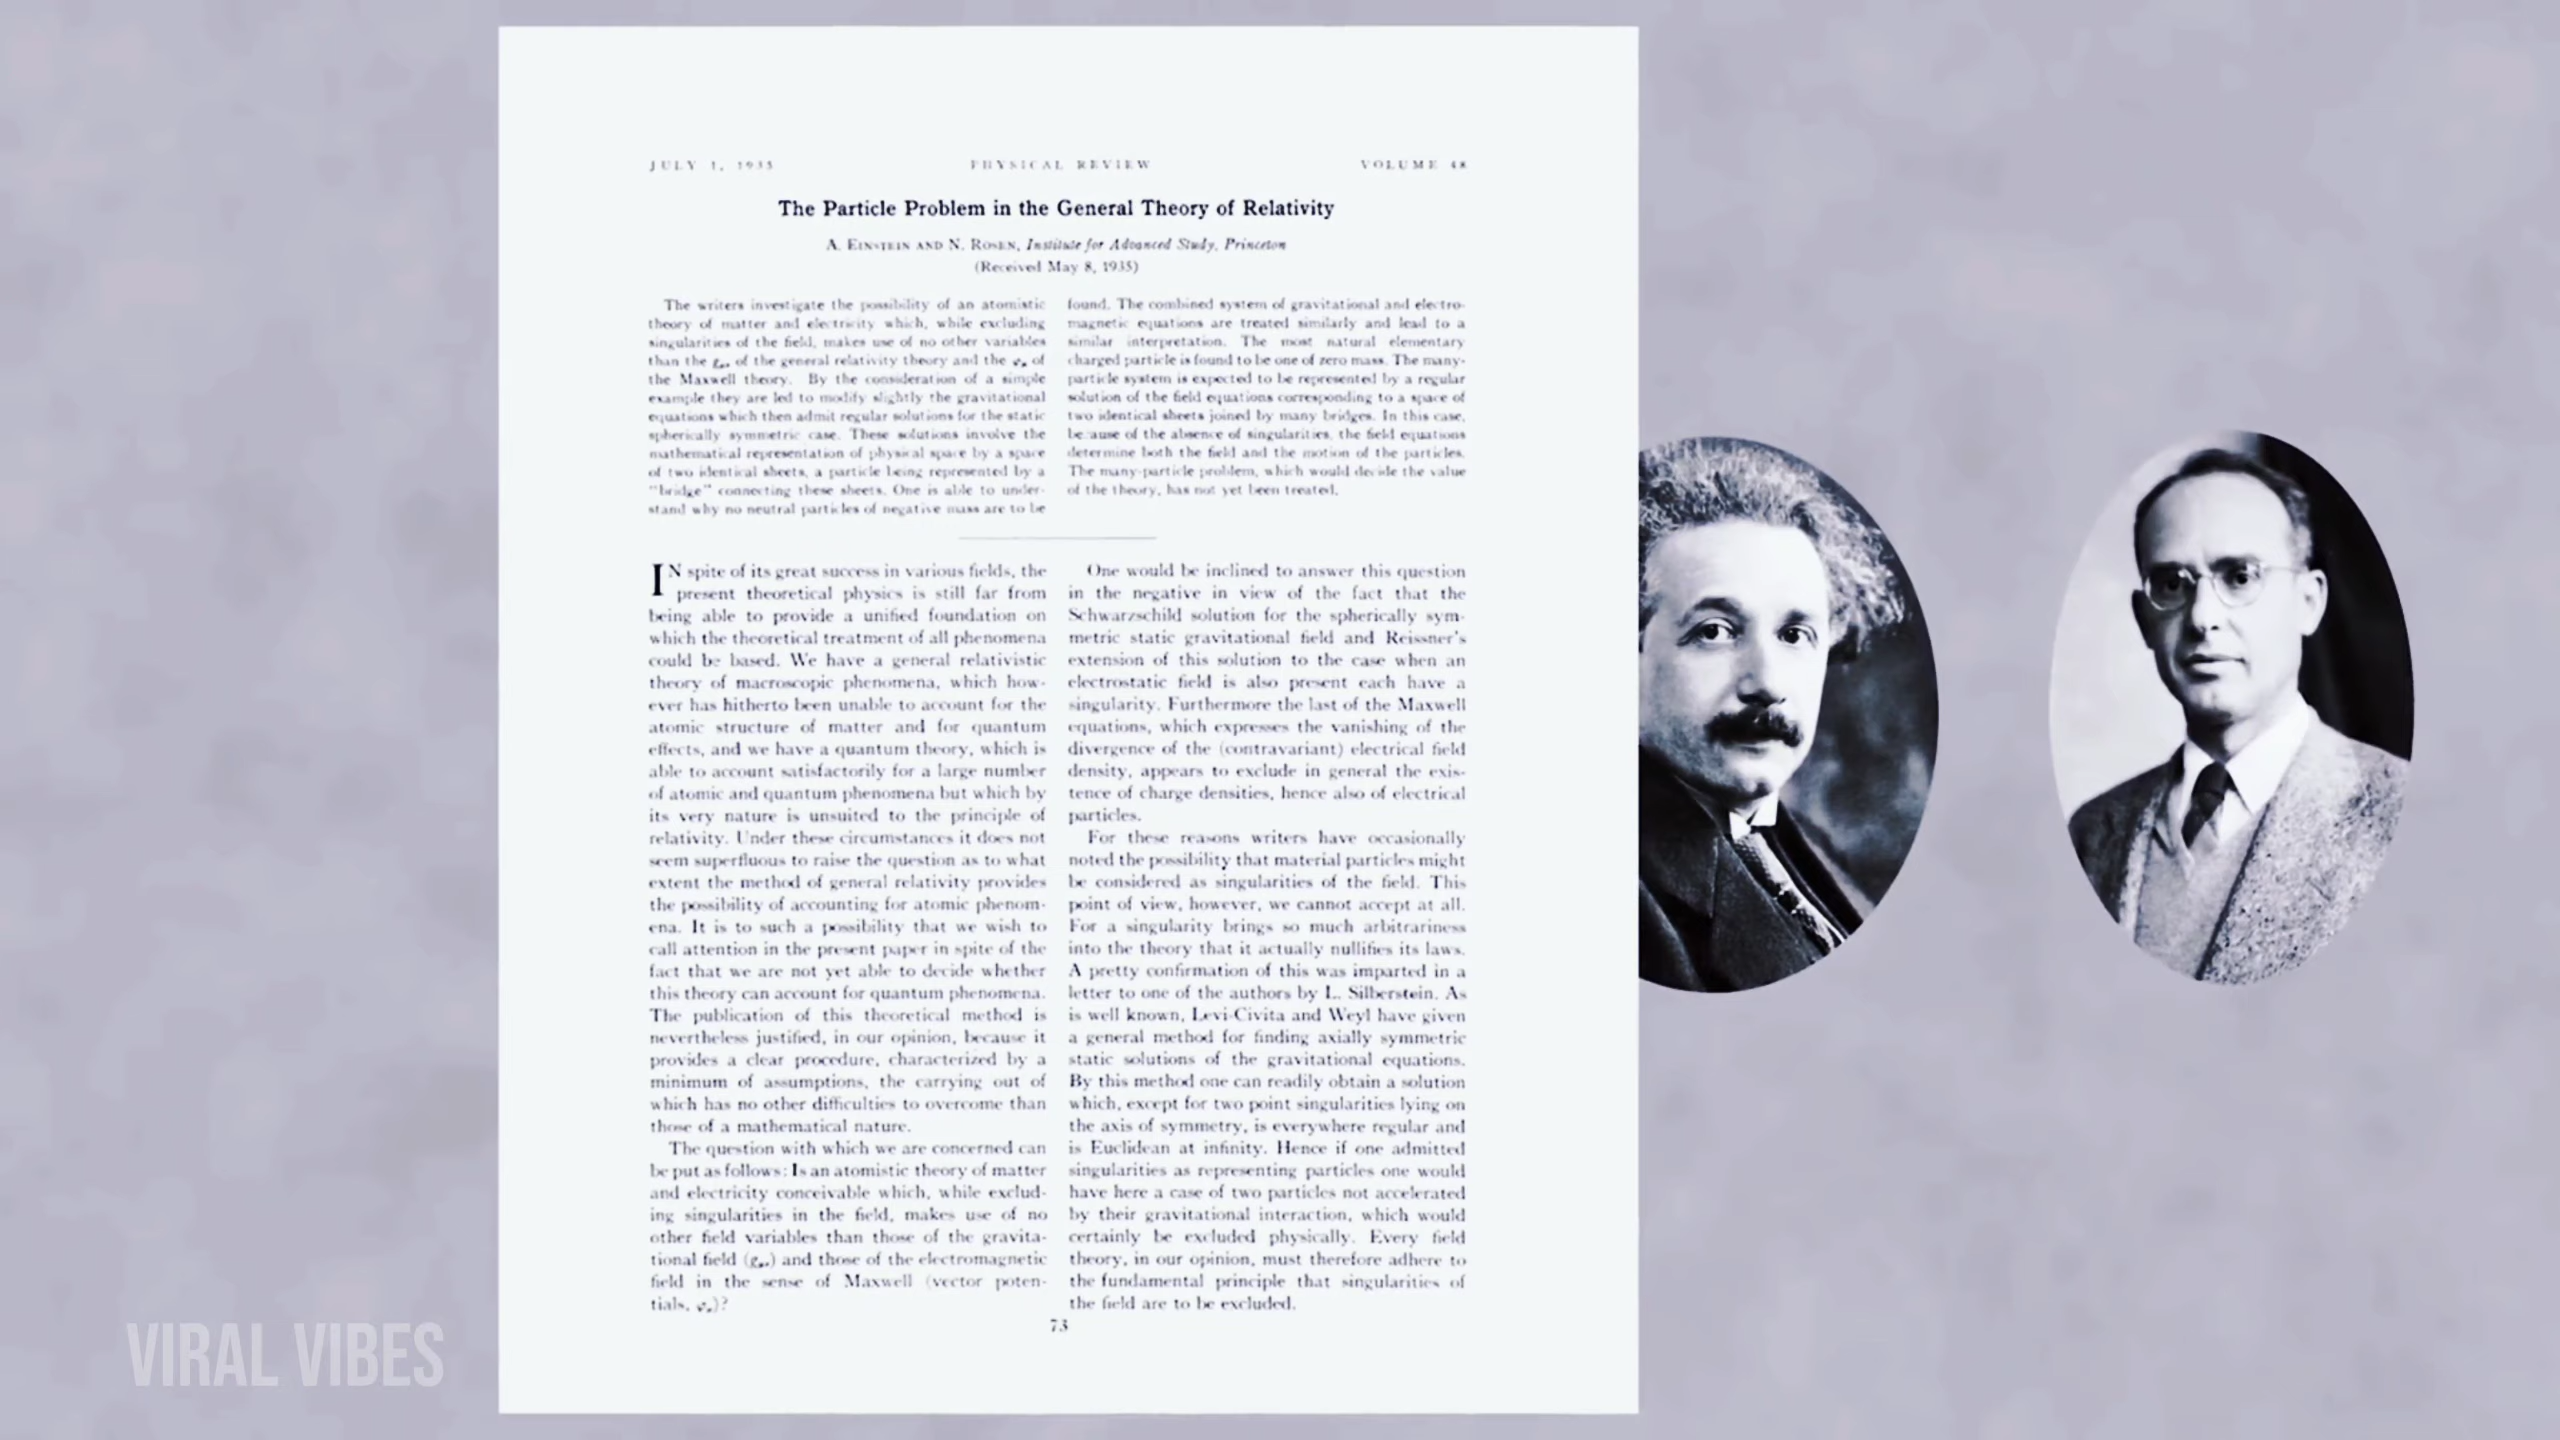 JULY 1, 1935 PHYSICAL REVIEW VOLUME 48
The Particle Problem in the General Theory of Relativity
A. EINSTEIN AND N. ROSEN, Institute for Advanced Study, Princeton
(Received May 8, 1935)
The writers investigate the possibility of an atomistic
theory of matter and electricity which, while excluding
singularities of the field, makes use of no other variables
than the gμν of the general relativity theory and the φμ of
the Maxwell theory. By the consideration of a simple
example they are led to modify slightly the gravitational
equations which then admit regular solutions for the static
spherically symmetric case. These solutions involve the
mathematical representation of physical space by a space
of two identical sheets, a particle being represented by a
"bridge" connecting these sheets. One is able to under-
stand why no neutral particles of negative mass are to be
found. The combined system of gravitational and electro-
magnetic equations are treated similarly and lead to a
similar interpretation. The most natural elementary
charged particle is found to be one of zero mass. The many-
particle system is expected to be represented by a regular
solution of the field equations corresponding to a space of
two identical sheets joined by many bridges. In this case,
because of the absence of singularities, the field equations
determine both the field and the motion of the particles.
The many-particle problem, which would decide the value
of the theory, has not yet been treated.
IN spite of its great success in various fields, the
present theoretical physics is still far from
being able to provide a unified foundation on
which the theoretical treatment of all phenomena
could be based. We have a general relativistic
theory of macroscopic phenomena, which how-
ever has hitherto been unable to account for the
atomic structure of matter and for quantum
effects, and we have a quantum theory, which is
able to account satisfactorily for a large number
of atomic and quantum phenomena but which by
its very nature is unsuited to the principle of
relativity. Under these circumstances it does not
seem superfluous to raise the question as to what
extent the method of general relativity provides
the possibility of accounting for atomic phenom-
ena. It is to such a possibility that we wish to
call attention in the present paper in spite of the
fact that we are not yet able to decide whether
this theory can account for quantum phenomena.
The publication of this theoretical method is
nevertheless justified, in our opinion, because it
provides a clear procedure, characterized by a
minimum of assumptions, the carrying out of
which has no other difficulties to overcome than
those of a mathematical nature.
The question with which we are concerned can
be put as follows: Is an atomistic theory of matter
and electricity conceivable which, while exclud-
ing singularities in the field, makes use of no
other field variables than those of the gravita-
tional field (gμν) and those of the electromagnetic
field in the sense of Maxwell (vector poten-
tials, φμ)?
One would be inclined to answer this question
in the negative in view of the fact that the
Schwarzschild solution for the spherically sym-
metric static gravitational field and Reissner's
extension of this solution to the case when an
electrostatic field is also present each have a
singularity. Furthermore the last of the Maxwell
equations, which expresses the vanishing of the
divergence of the (contravariant) electrical field
density, appears to exclude in general the exis-
tence of charge densities, hence also of electrical
particles.
For these reasons writers have occasionally
noted the possibility that material particles might
be considered as singularities of the field. This
point of view, however, we cannot accept at all.
For a singularity brings so much arbitrariness
into the theory that it actually nullifies its laws.
A pretty confirmation of this was imparted in a
letter to one of the authors by L. Silberstein. As
is well known, Levi-Civita and Weyl have given
a general method for finding axially symmetric
static solutions of the gravitational equations.
By this method one can readily obtain a solution
which, except for two point singularities lying on
the axis of symmetry, is everywhere regular and
is Euclidean at infinity. Hence if one admitted
singularities as representing particles one would
have here a case of two particles not accelerated
by their gravitational interaction, which would
certainly be excluded physically. Every field
theory, in our opinion, must therefore adhere to
the fundamental principle that singularities of
the field are to be excluded.
73
VIRAL VIBES